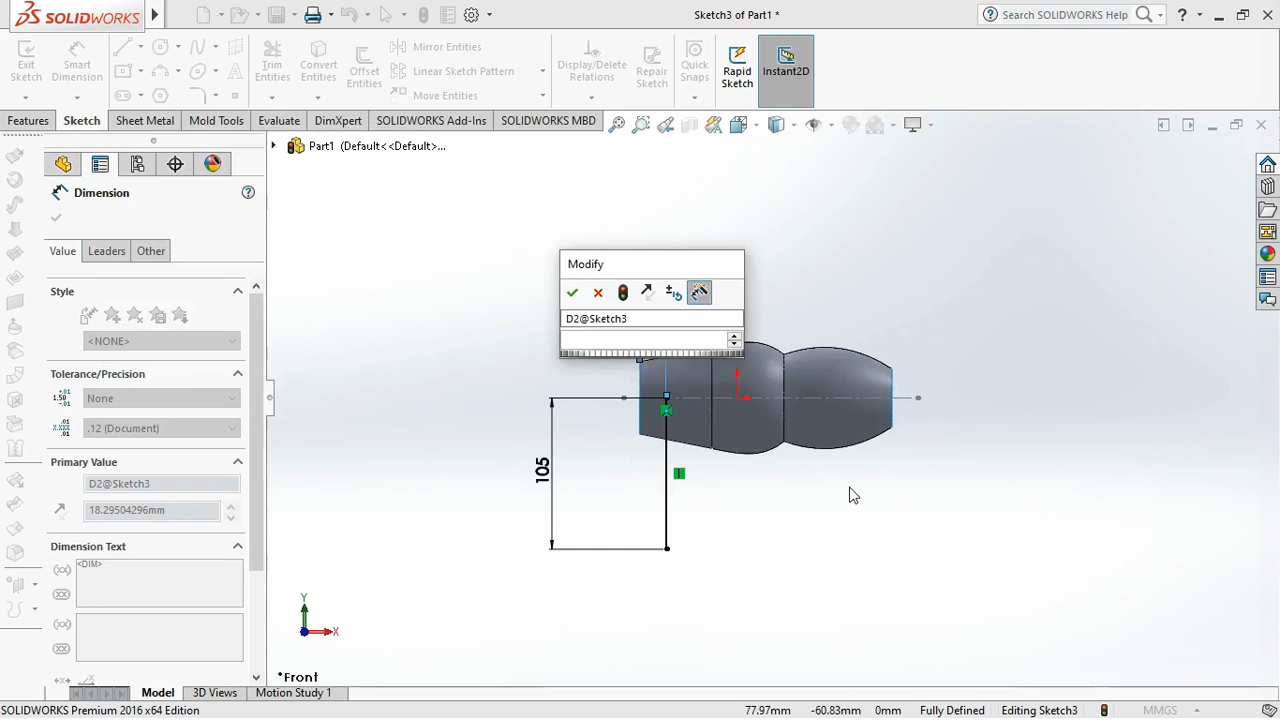 SOLIDWORKS
Sketch3 of Part1 *
Search SOLIDWORKS Help
?
Exit Sketch
Smart Dimension
Trim Entities
Convert Entities
Offset Entities
Mirror Entities
Linear Sketch Pattern
Move Entities
Display/Delete Relations
Repair Sketch
Quick Snaps
Rapid Sketch
Instant2D
Features
Sketch
Sheet Metal
Mold Tools
Evaluate
DimXpert
SOLIDWORKS Add-Ins
SOLIDWORKS MBD
Part1 (Default<<Default>...
Dimension
Value
Leaders
Other
Style
<NONE>
Tolerance/Precision
None
.12 (Document)
Primary Value
D2@Sketch3
18.29504296mm
Dimension Text
<DIM>
Modify
D2@Sketch3
105
Y
X
*Front
Model
3D Views
Motion Study 1
SOLIDWORKS Premium 2016 x64 Edition
77.97mm
-60.83mm
0mm
Fully Defined
Editing Sketch3
MMGS